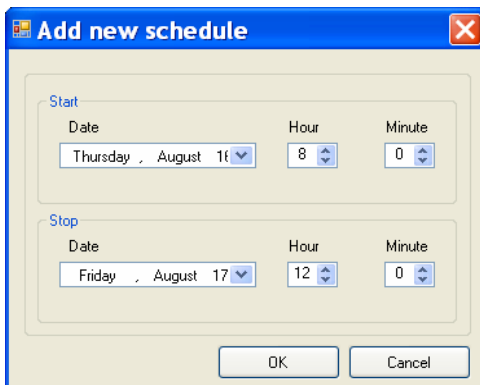 Add new schedule
Start
Date Hour Minute
Thursday , August 16 8 0
Stop
Date Hour Minute
Friday , August 17 12 0
OK Cancel